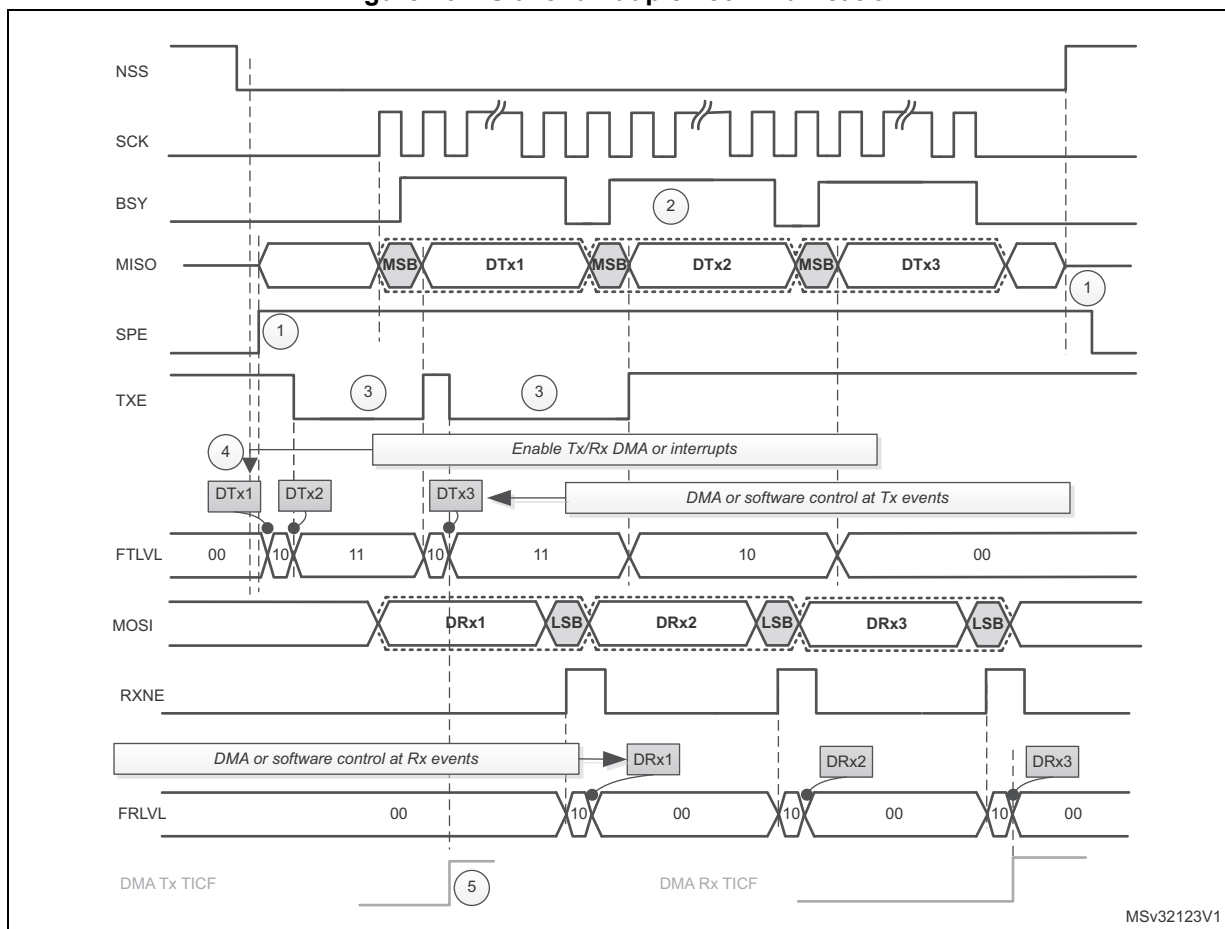 NSS
SCK
BSY
2
MISO
MSB
DTx1
MSB
DTx2
MSB
DTx3
1
SPE
1
TXE
3
3
4
Enable Tx/Rx DMA or interrupts
DTx1
DTx2
DTx3
DMA or software control at Tx events
FTLVL
00
10
11
10
11
10
00
MOSI
DRx1
LSB
DRx2
LSB
DRx3
LSB
RXNE
DMA or software control at Rx events
DRx1
DRx2
DRx3
FRLVL
00
10
00
10
00
10
00
DMA Tx TICF
5
DMA Rx TICF
MSv32123V1